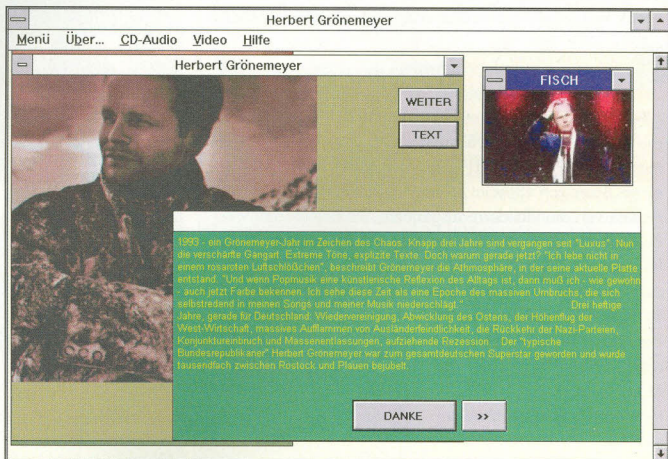 Herbert Grönemeyer
Menü Über... CD-Audio Video Hilfe
Herbert Grönemeyer
WEITER
TEXT
FISCH
1993 - ein Grönemeyer-Jahr im Zeichen des Chaos. Knapp drei Jahre sind vergangen seit "Luxus". Nun
die verschärfte Gangart. Extreme Töne, explizite Texte. Doch warum gerade jetzt? "Ich lebe nicht in
einem rosaroten Luftschlößchen", beschreibt Grönemeyer die Athmosphäre, in der seine aktuelle Platte
entstand. "Und wenn Popmusik eine künstlerische Reflexion des Alltags ist, dann muß ich - wie gewohn
- auch jetzt Farbe bekennen. Ich sehe diese Zeit als eine Epoche des massiven Umbruchs, die sich
selbstredend in meinen Songs und meiner Musik niederschlägt." Drei heftige
Jahre, gerade für Deutschland: Wiedervereinigung, Abwicklung des Ostens, der Höhenflug der
West-Wirtschaft, massives Aufflammen von Ausländerfeindlichkeit, die Rückkehr der Nazi-Parteien,
Konjunktureinbruch und Massenentlassungen, aufziehende Rezession... Der "typische
Bundesrepublikaner" Herbert Grönemeyer war zum gesamtdeutschen Superstar geworden und wurde
tausendfach zwischen Rostock und Plauen bejubelt.
DANKE >>